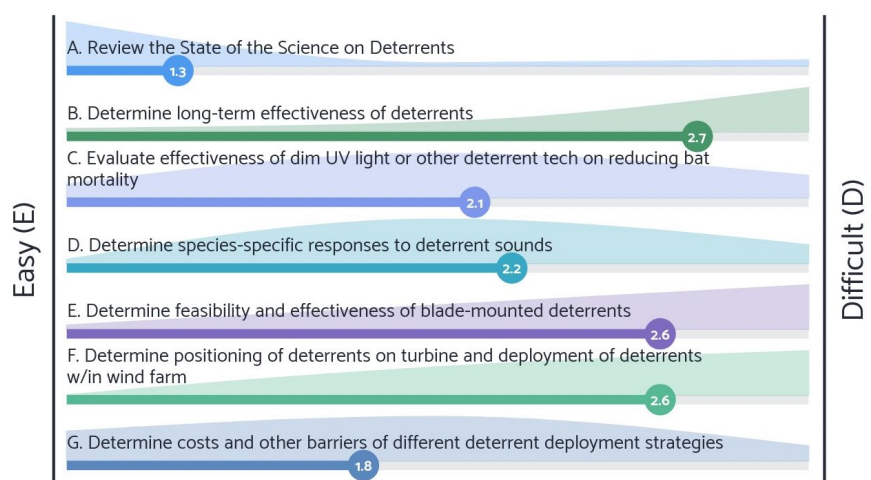 A. Review the State of the Science on Deterrents
1.3
B. Determine long-term effectiveness of deterrents
2.7
C. Evaluate effectiveness of dim UV light or other deterrent tech on reducing bat
mortality
2.1
Easy (E)
Difficult (D)
D. Determine species-specific responses to deterrent sounds
2.2
E. Determine feasibility and effectiveness of blade-mounted deterrents
2.6
F. Determine positioning of deterrents on turbine and deployment of deterrents
w/in wind farm
2.6
G. Determine costs and other barriers of different deterrent deployment strategies
1.8